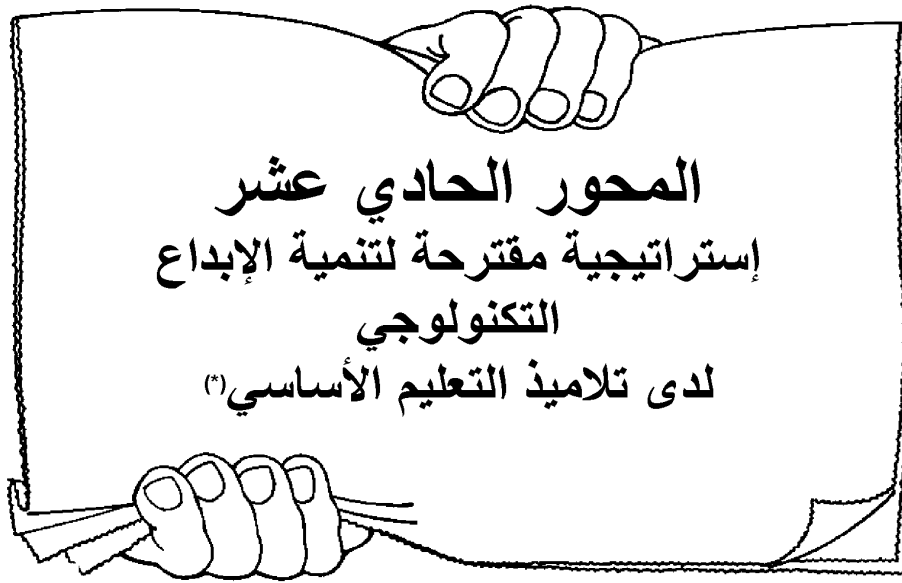 المحور الحادي عشر
إستراتيجية مقترحة لتنمية الإبداع
التكنولوجي
لدى تلاميذ التعليم الأساسي(*)